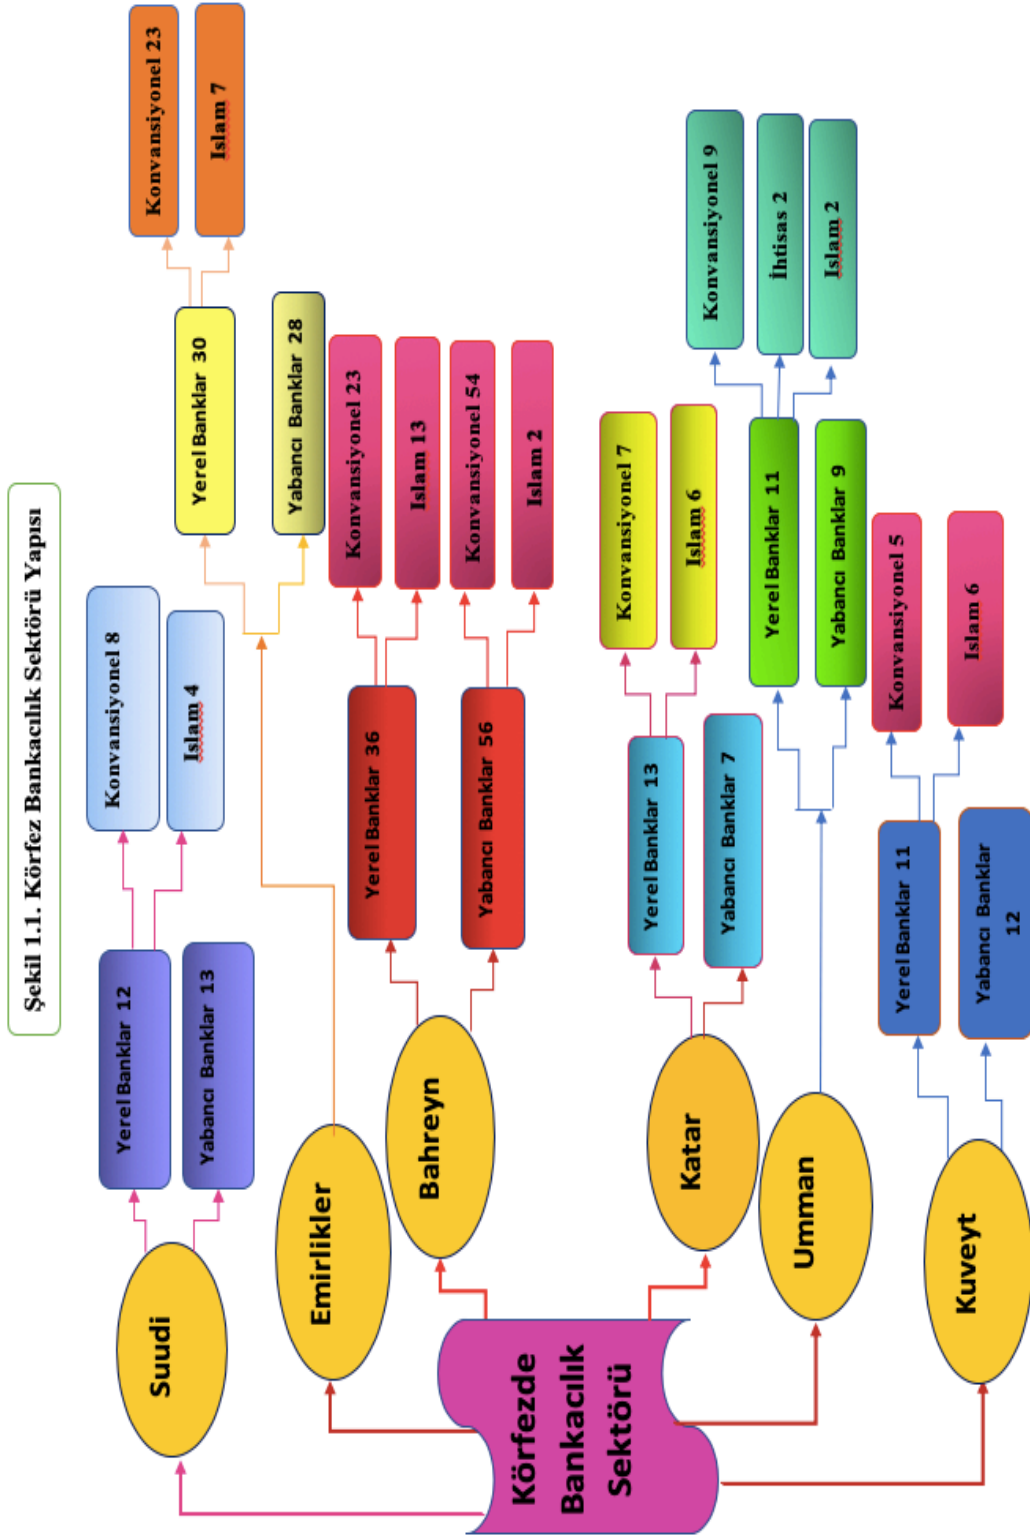 Şekil 1.1. Körfez Bankacılık Sektörü Yapısı
Körfezde
Bankacılık
Sektörü
Suudi
Yerel Banklar 12
Konvansiyonel 8
Islam 4
Yabancı Banklar 13
Emirlikler
Yerel Banklar 30
Konvansiyonel 23
Islam 7
Yabancı Banklar 28
Bahreyn
Yerel Banklar 36
Konvansiyonel 23
Islam 13
Yabancı Banklar 56
Konvansiyonel 54
Islam 2
Katar
Yerel Banklar 13
Konvansiyonel 7
Islam 6
Yabancı Banklar 7
Umman
Yerel Banklar 11
Konvansiyonel 9
İhtisas 2
Islam 2
Yabancı Banklar 9
Kuveyt
Yerel Banklar 11
Konvansiyonel 5
Islam 6
Yabancı Banklar
12